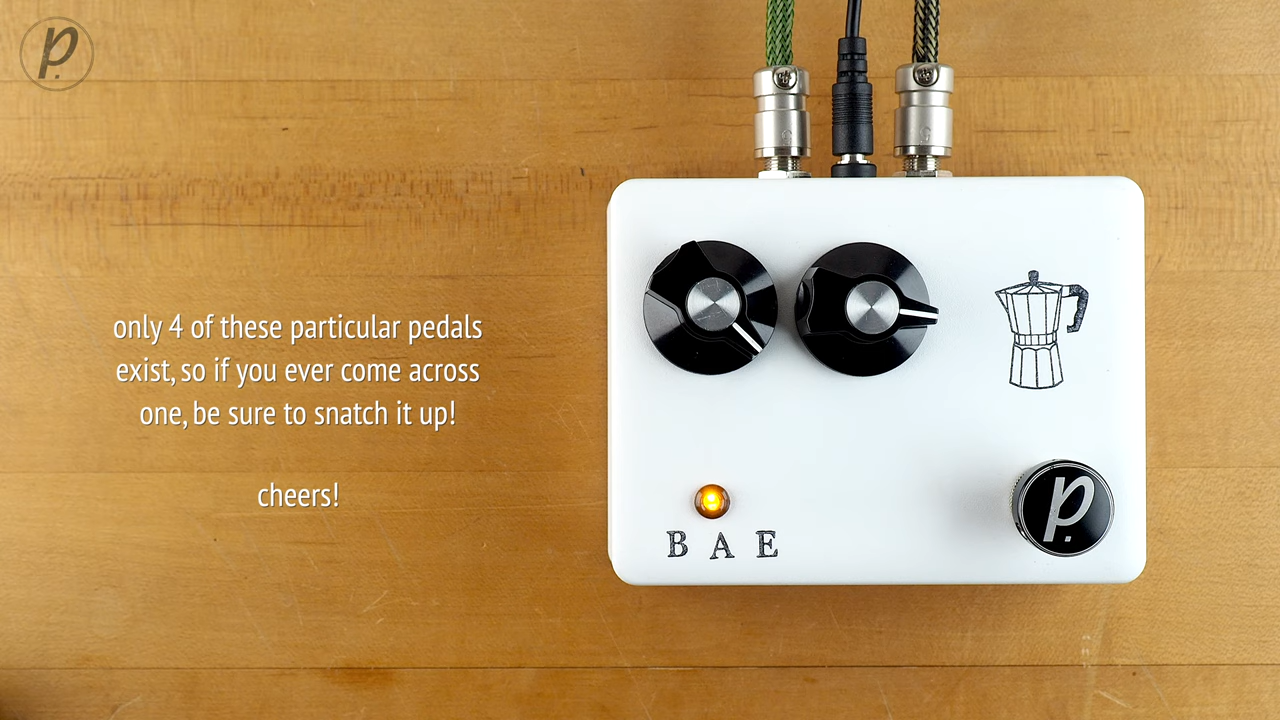 p.
only 4 of these particular pedals
exist, so if you ever come across
one, be sure to snatch it up!
cheers!
B A E
p.